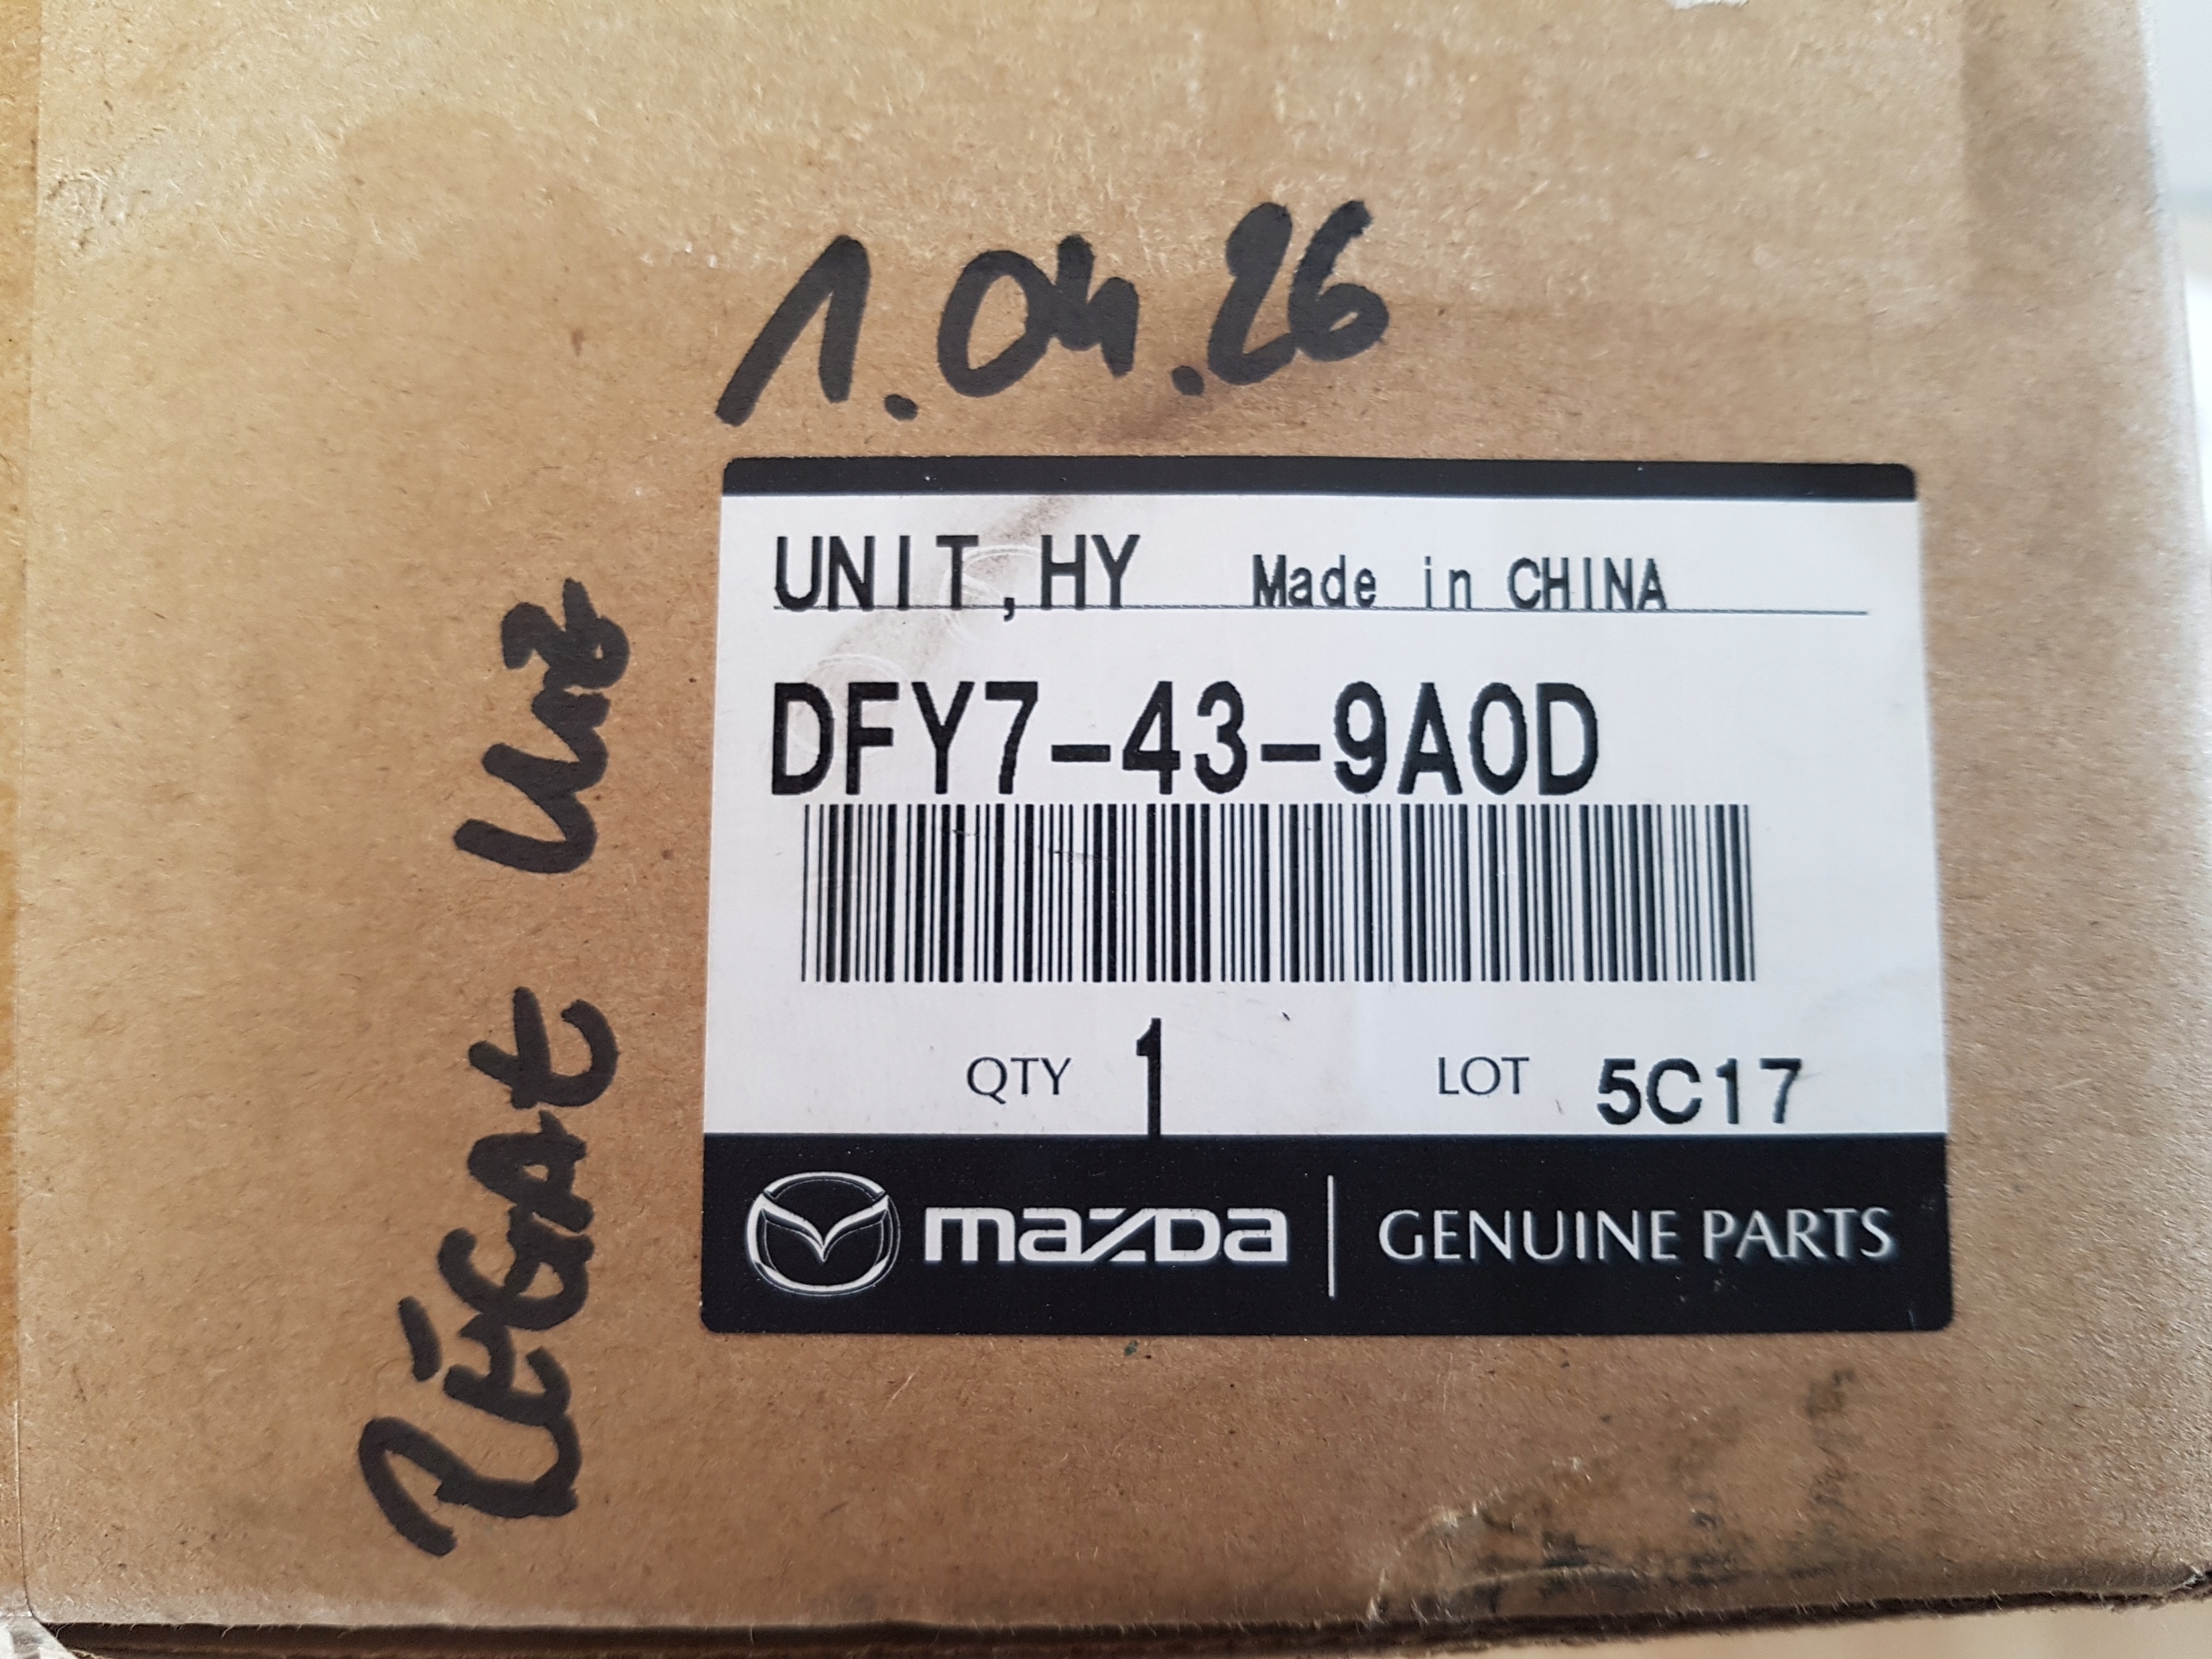 1.04.26
UNIT,HY Made in CHINA
DFY7-43-9A0D
QTY 1 LOT 5C17
mazda GENUINE PARTS